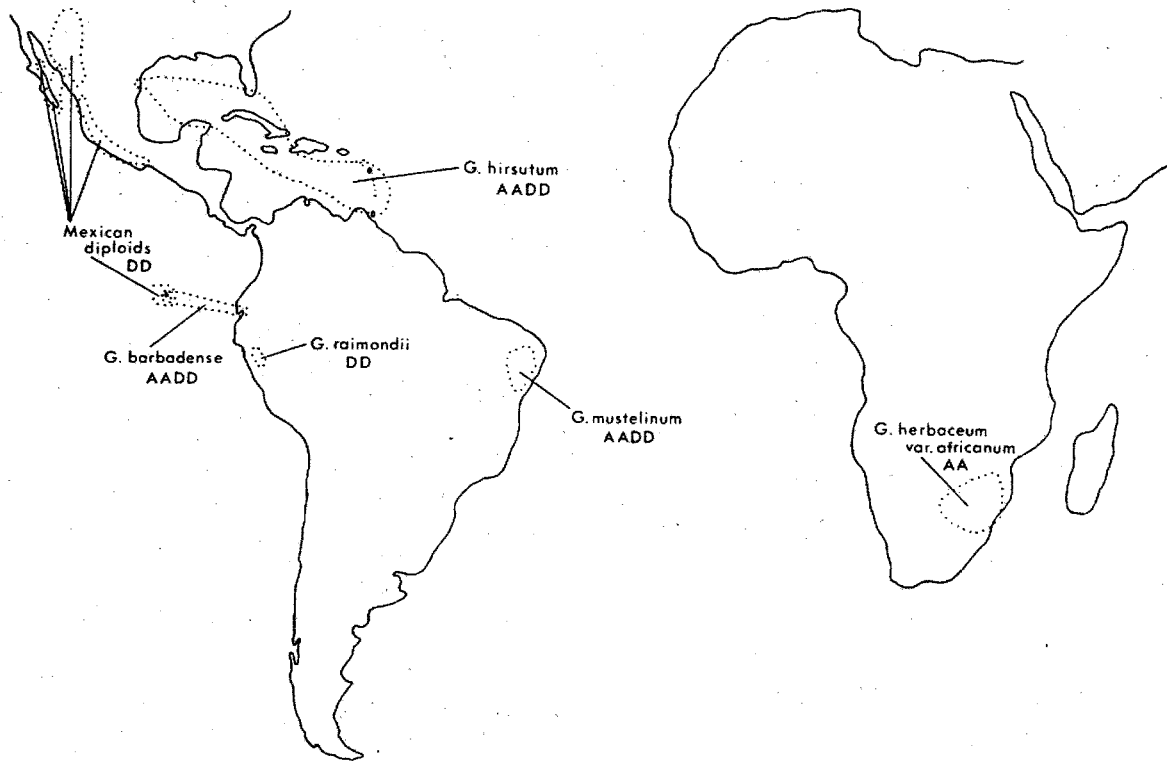 G. hirsutum
AADD
Mexican
diploids
DD
G. barbadense
AADD
G. raimondii
DD
G. mustelinum
AADD
G. herbaceum
var. africanum
AA